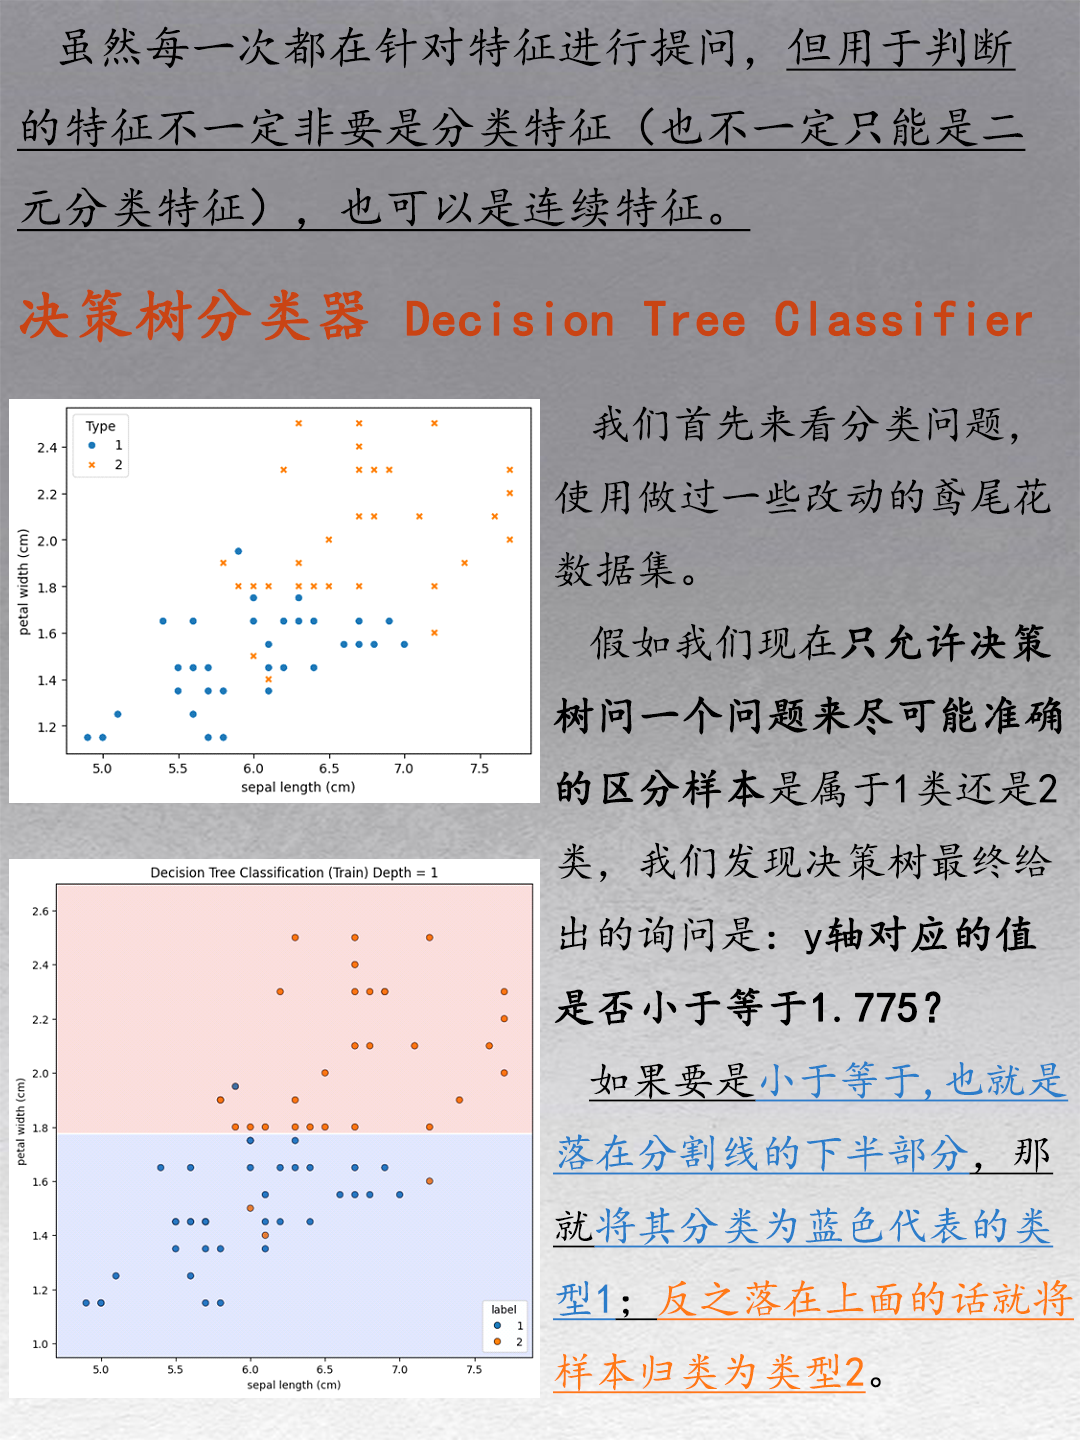 虽然每一次都在针对特征进行提问，但用于判断
的特征不一定非要是分类特征（也不一定只能是二
元分类特征），也可以是连续特征。
决策树分类器 Decision Tree Classifier
Type
1
2
2.4
2.2
2.0
1.8
1.6
1.4
1.2
petal width (cm)
5.0 5.5 6.0 6.5 7.0 7.5
sepal length (cm)
我们首先来看分类问题，
使用做过一些改动的鸢尾花
数据集。
假如我们现在只允许决策
树问一个问题来尽可能准确
的区分样本是属于1类还是2
类，我们发现决策树最终给
出的询问是：y轴对应的值
是否小于等于1.775？
如果要是小于等于,也就是
落在分割线的下半部分，那
就将其分类为蓝色代表的类
型1；反之落在上面的话就将
样本归类为类型2。
Decision Tree Classification (Train) Depth = 1
2.6
2.4
2.2
2.0
1.8
1.6
1.4
1.2
1.0
petal width (cm)
label
1
2
5.0 5.5 6.0 6.5 7.0 7.5
sepal length (cm)